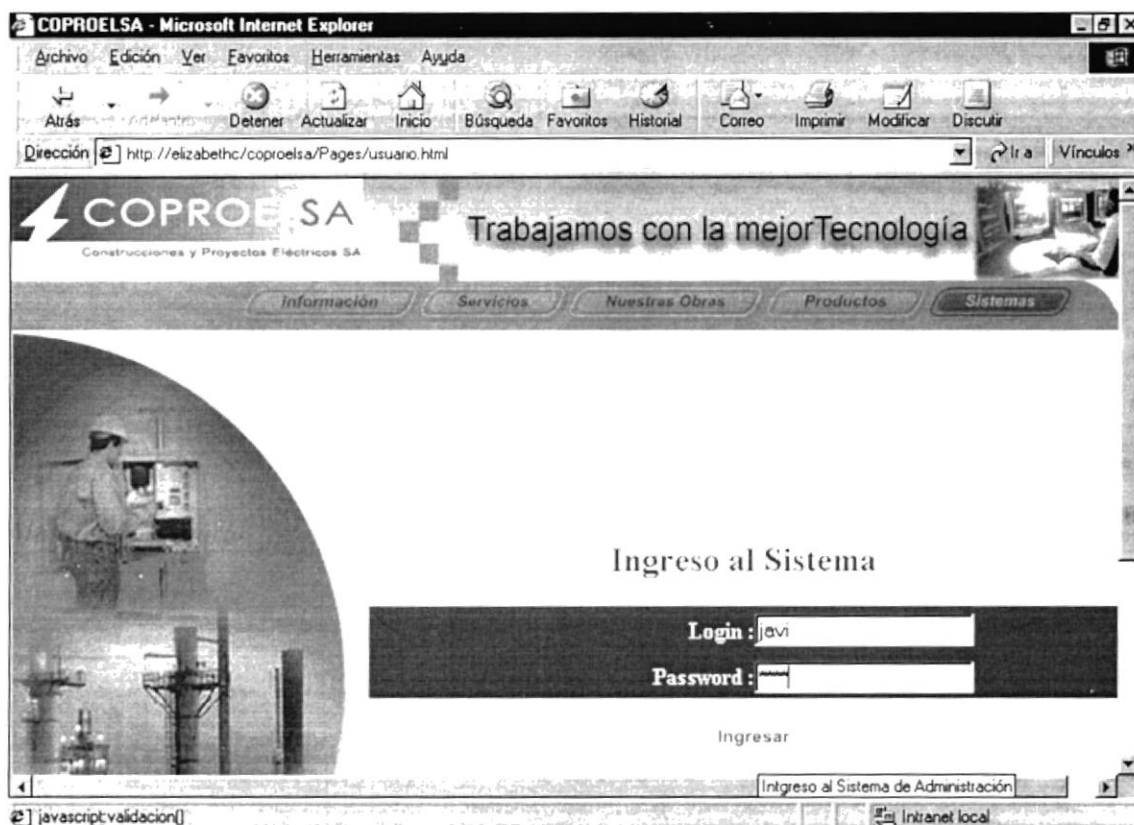 COPROELSA - Microsoft Internet Explorer
Archivo Edición Ver Favoritos Herramientas Ayuda
Atrás Adelante Detener Actualizar Inicio Búsqueda Favoritos Historial Correo Imprimir Modificar Discutir
Dirección http://elizabethc/coproelsa/Pages/usuario.html Ir a Vínculos »
COPROE SA
Construcciones y Proyectos Eléctricos SA
Trabajamos con la mejorTecnología
Información Servicios Nuestras Obras Productos Sistemas
Ingreso al Sistema
Login : javi
Password : ****
Ingresar
Intgreso al Sistema de Administración
javascript:validacion() Intranet local